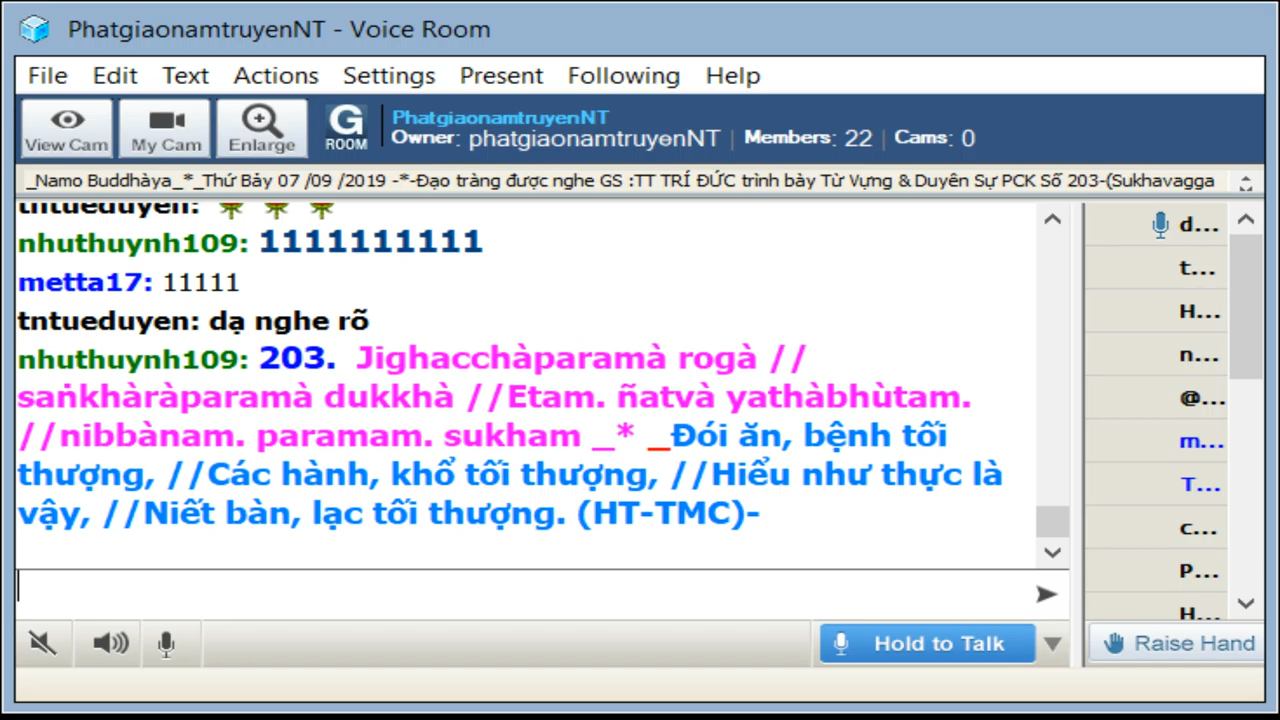 PhatgiaonamtruyenNT - Voice Room
File Edit Text Actions Settings Present Following Help
View Cam My Cam Enlarge G ROOM
PhatgiaonamtruyenNT
Owner: phatgiaonamtruyenNT | Members: 22 | Cams: 0
_Namo Buddhàya_*_Thứ Bảy 07 /09 /2019 -*-Đạo tràng được nghe GS :TT TRÍ ĐỨC trình bày Từ Vựng & Duyên Sự PCK Số 203-(Sukhavagga
tntueduyen:
nhuthuynh109: 1111111111
metta17: 11111
tntueduyen: dạ nghe rõ
nhuthuynh109: 203. Jighacchàparamà rogà //
saṅkhàràparamà dukkhà //Etam. ñatvà yathàbhùtam.
//nibbànam. paramam. sukham _* _Đói ăn, bệnh tối
thượng, //Các hành, khổ tối thượng, //Hiểu như thực là
vậy, //Niết bàn, lạc tối thượng. (HT-TMC)-
d...
t...
H...
n...
@...
m...
T...
c...
P...
H...
Hold to Talk
Raise Hand